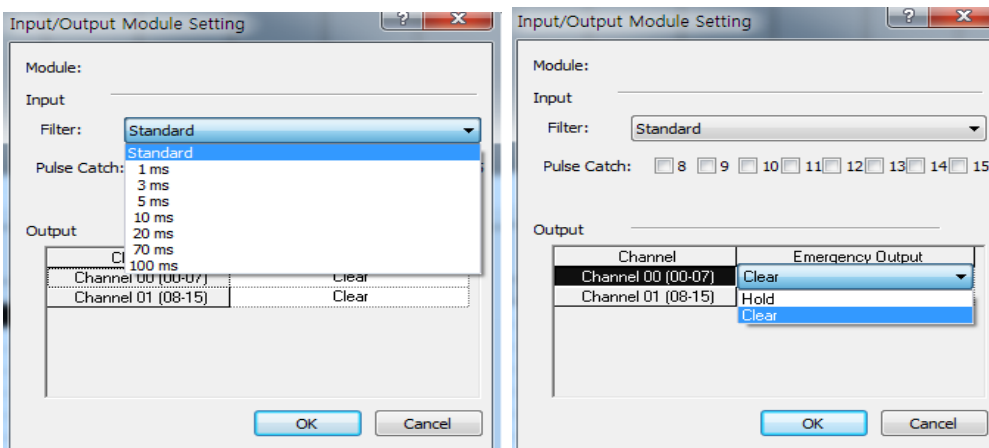 Input/Output Module Setting
?
X
Module:
Input
Filter:
Standard
Standard
1 ms
3 ms
5 ms
10 ms
20 ms
70 ms
100 ms
Pulse Catch:
Output
Channel 00 (00-07) Clear
Channel 01 (08-15) Clear
OK Cancel
Input/Output Module Setting
?
X
Module:
Input
Filter: Standard
Pulse Catch: 8 9 10 11 12 13 14 15
Output
Channel Emergency Output
Channel 00 (00-07) Clear
Channel 01 (08-15) Hold
Clear
OK Cancel